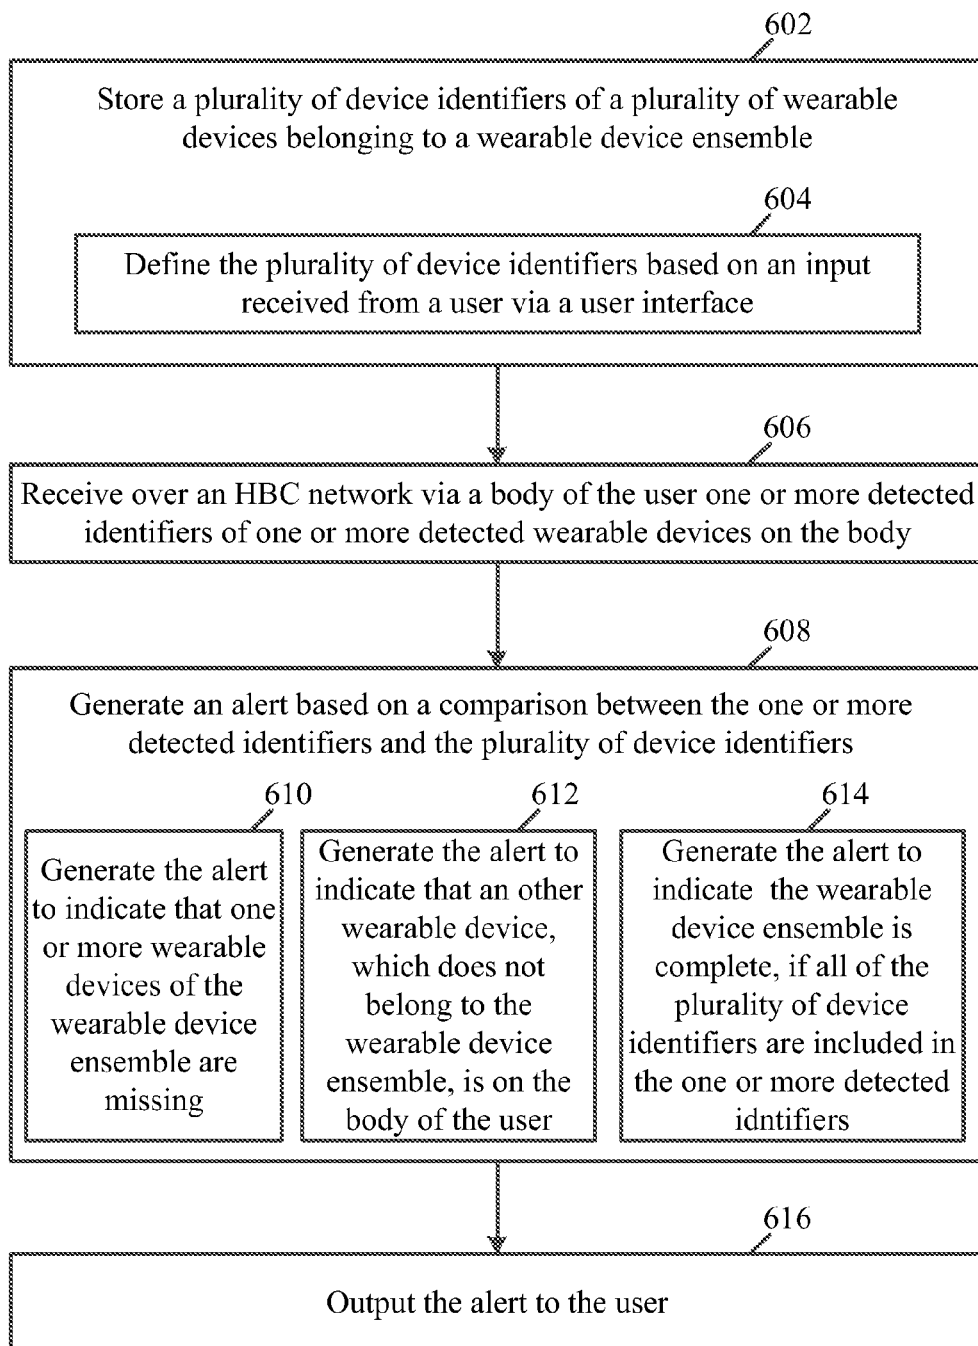 602
Store a plurality of device identifiers of a plurality of wearable
devices belonging to a wearable device ensemble
604
Define the plurality of device identifiers based on an input
received from a user via a user interface
606
Receive over an HBC network via a body of the user one or more detected
identifiers of one or more detected wearable devices on the body
608
Generate an alert based on a comparison between the one or more
detected identifiers and the plurality of device identifiers
610
Generate the alert
to indicate that one
or more wearable
devices of the
wearable device
ensemble are
missing
612
Generate the alert to
indicate that an other
wearable device,
which does not
belong to the
wearable device
ensemble, is on the
body of the user
614
Generate the alert to
indicate the wearable
device ensemble is
complete, if all of the
plurality of device
identifiers are included in
the one or more detected
idntifiers
616
Output the alert to the user